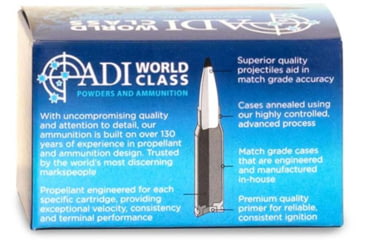 ADI WORLD
CLASS
ADI WORLD
CLASS
POWDERS AND AMMUNITION
With uncompromising quality
and attention to detail, our
ammunition is built on over 130
years of experience in propellant
and ammunition design. Trusted
by the world's most discerning
markspeople
Propellant engineered for each
specific cartridge, providing
exceptional velocity, consistency
and terminal performance
Superior quality
projectiles aid in
match grade accuracy
Cases annealed using
our highly controlled,
advanced process
Match grade cases
that are engineered
and manufactured
in-house
Premium quality
primer for reliable,
consistent ignition